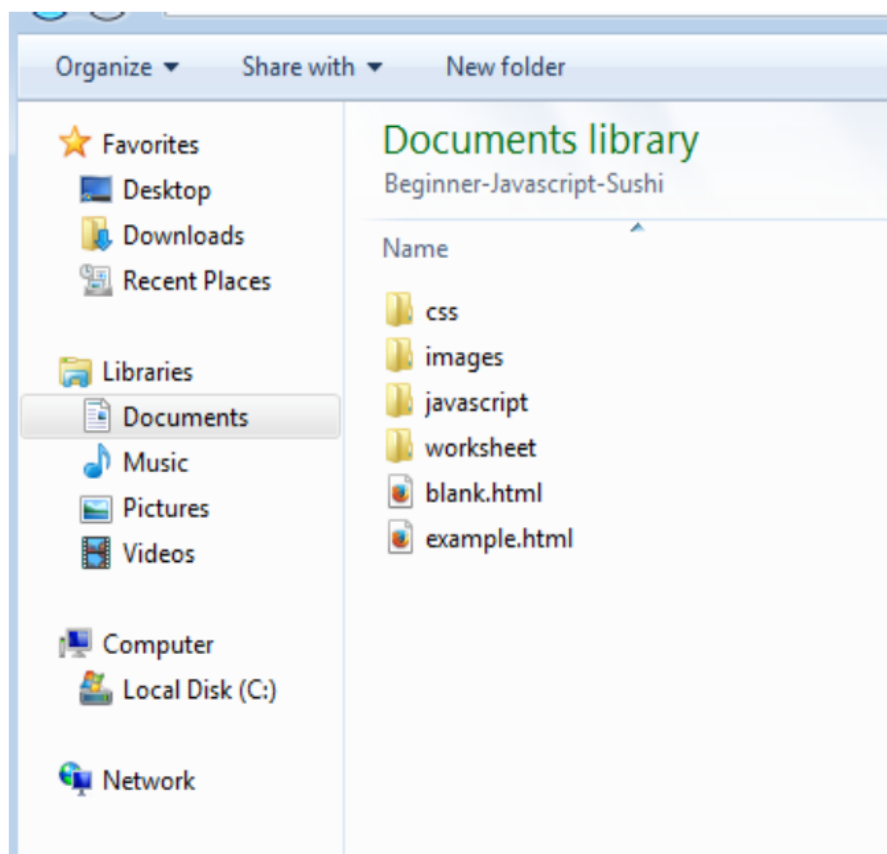 Organize Share with New folder
Favorites
Desktop
Downloads
Recent Places
Libraries
Documents
Music
Pictures
Videos
Computer
Local Disk (C:)
Network
Documents library
Beginner-Javascript-Sushi
Name
css
images
javascript
worksheet
blank.html
example.html